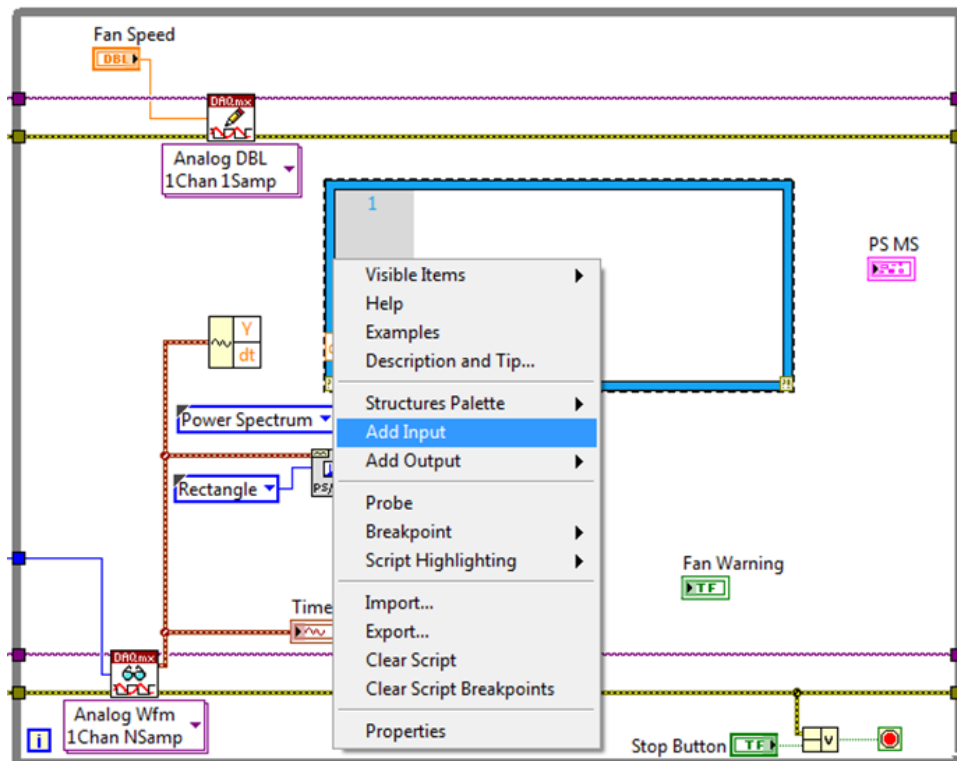 Fan Speed
DBL
DAQmx
Analog DBL
1Chan 1Samp
1
PS MS
Visible Items
Help
Examples
Description and Tip...
Y
dt
Structures Palette
Power Spectrum
Add Input
Add Output
Rectangle
PS/
Probe
Breakpoint
Script Highlighting
Fan Warning
TF
Import...
Time
Export...
Clear Script
DAQmx
Clear Script Breakpoints
Analog Wfm
1Chan NSamp
i
Properties
Stop Button
TF
V